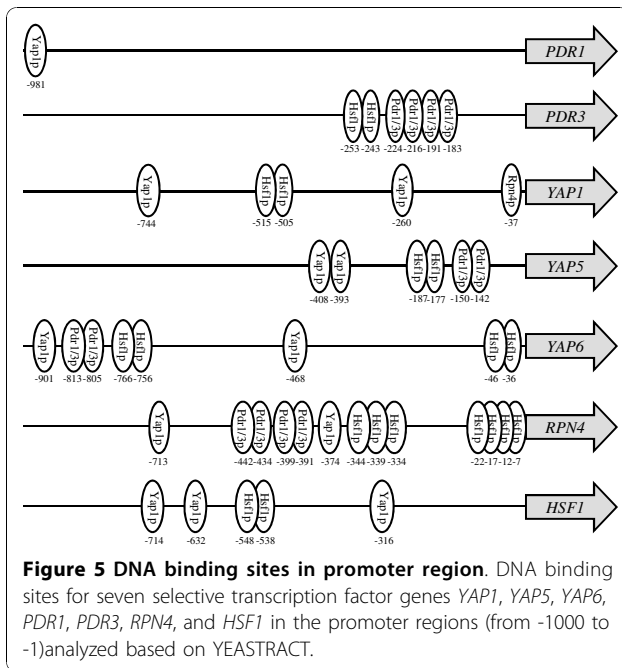 Yap1p
-981
PDR1
Hsf1p Hsf1p Pdr1/3p Pdr1/3p Pdr1/3p Pdr1/3p
-253 -243 -224 -216 -191 -183
PDR3
Yap1p Hsf1p Hsf1p Yap1p Rpn4p
-744 -515 -505 -260 -37
YAP1
Yap1p Yap1p Hsf1p Hsf1p Pdr1/3p Pdr1/3p
-408 -393 -187 -177 -150 -142
YAP5
Yap1p Pdr1/3p Pdr1/3p Hsf1p Hsf1p Yap1p Hsf1p Hsf1p
-901 -813 -805 -766 -756 -468 -46 -36
YAP6
Yap1p Pdr1/3p Pdr1/3p Pdr1/3p Pdr1/3p Yap1p Hsf1p Hsf1p Hsf1p Hsf1p Hsf1p Hsf1p Hsf1p
-713 -442 -434 -399 -391 -374 -344 -339 -334 -22 -17 -12 -7
RPN4
Yap1p Yap1p Hsf1p Hsf1p Yap1p
-714 -632 -548 -538 -316
HSF1
Figure 5 DNA binding sites in promoter region. DNA binding
sites for seven selective transcription factor genes YAP1, YAP5, YAP6,
PDR1, PDR3, RPN4, and HSF1 in the promoter regions (from -1000 to
-1)analyzed based on YEASTRACT.